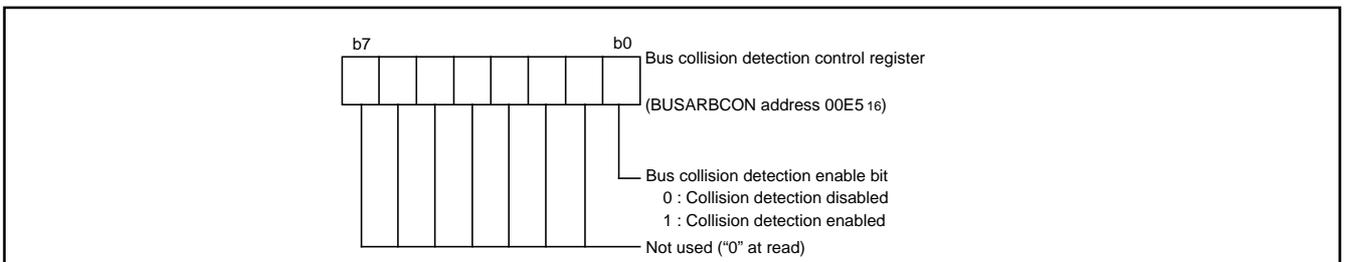 b7 b0
Bus collision detection control register
(BUSARBCON address 00E5 16)
Bus collision detection enable bit
0 : Collision detection disabled
1 : Collision detection enabled
Not used (“0” at read)